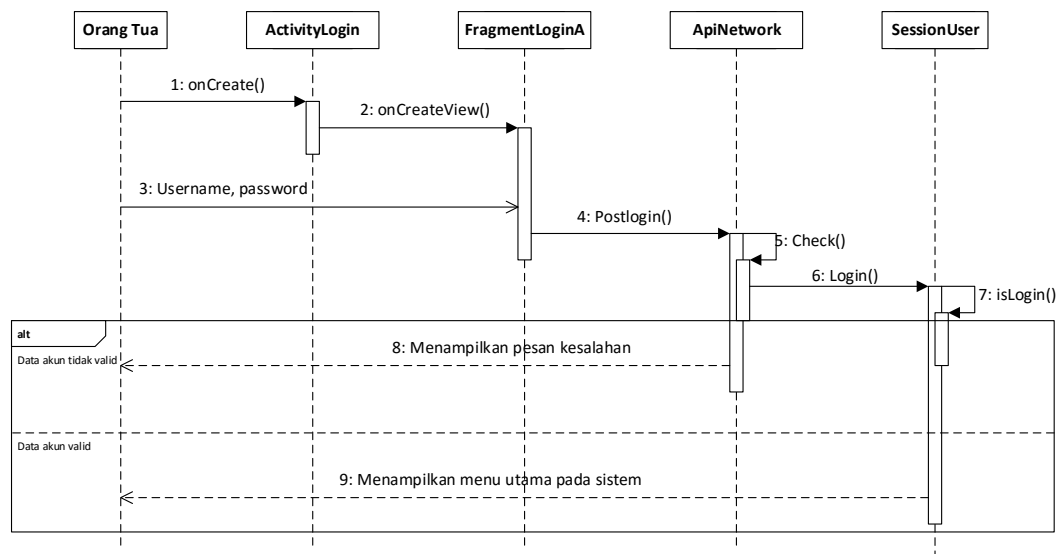 Orang Tua
ActivityLogin
FragmentLoginA
ApiNetwork
SessionUser
1: onCreate()
2: onCreateView()
3: Username, password
4: Postlogin()
5: Check()
6: Login()
7: isLogin()
alt
8: Menampilkan pesan kesalahan
Data akun tidak valid
Data akun valid
9: Menampilkan menu utama pada sistem